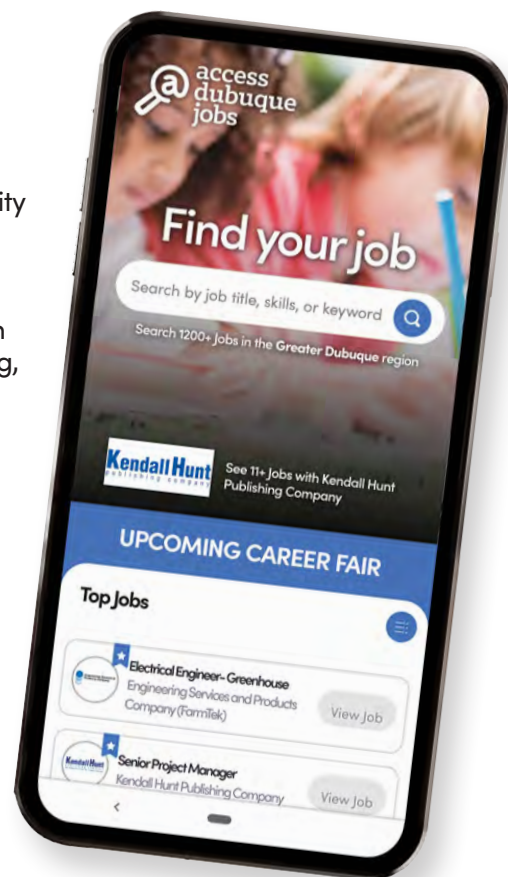 ity
n
g,
access
dubuque
jobs
Find your job
Search by job title, skills, or keyword
Search 1200+ Jobs in the Greater Dubuque region
Kendall Hunt
publishing company
See 11+ Jobs with Kendall Hunt
Publishing Company
UPCOMING CAREER FAIR
Top Jobs
Electrical Engineer- Greenhouse
Engineering Services and Products
Company (FarmTek)
View Job
KendallHunt
Senior Project Manager
Kendall Hunt Publishing Company
View Job